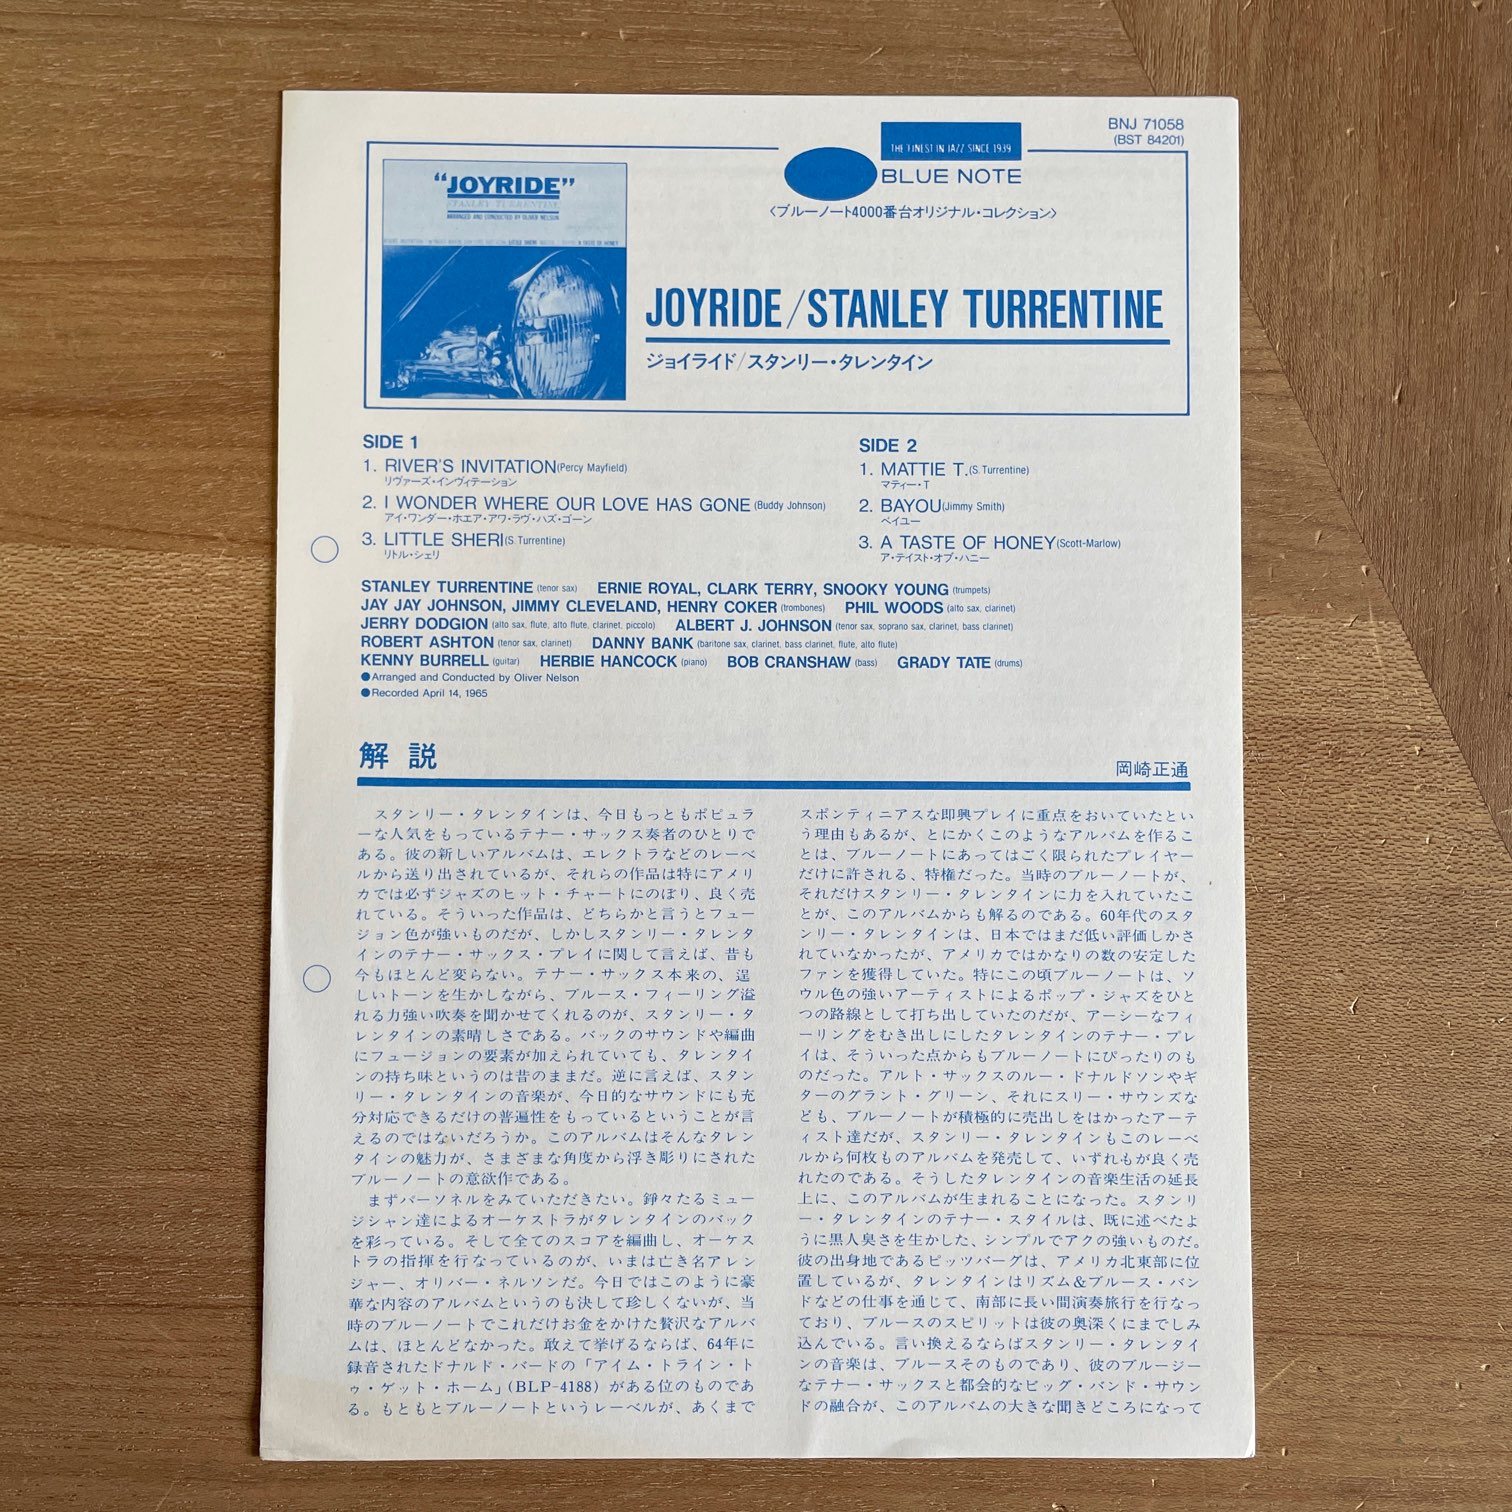 BNJ 71058
(BST 84201)
THE FINEST IN JAZZ SINCE 1939
BLUE NOTE
〈ブルーノート4000番台オリジナル・コレクション〉
"JOYRIDE"
STANLEY TURRENTINE
ARRANGED AND CONDUCTED BY OLIVER NELSON
JOYRIDE/STANLEY TURRENTINE
ジョイライド/スタンリー・タレンタイン
SIDE 1
1. RIVER'S INVITATION(Percy Mayfield)
リヴァーズ・インヴィテーション
2. I WONDER WHERE OUR LOVE HAS GONE (Buddy Johnson)
アイ・ワンダー・ホエア・アワ・ラヴ・ハズ・ゴーン
3. LITTLE SHERI(S. Turrentine)
リトル・シェリ
SIDE 2
1. MATTIE T.(S. Turrentine)
マティー・T
2. BAYOU(Jimmy Smith)
ベイユー
3. A TASTE OF HONEY(Scott-Marlow)
ア・テイスト・オブ・ハニー
STANLEY TURRENTINE (tenor sax) ERNIE ROYAL, CLARK TERRY, SNOOKY YOUNG (trumpets)
JAY JAY JOHNSON, JIMMY CLEVELAND, HENRY COKER (trombones) PHIL WOODS (alto sax, clarinet)
JERRY DODGION (alto sax, flute, alto flute, clarinet, piccolo) ALBERT J. JOHNSON (tenor sax, soprano sax, clarinet, bass clarinet)
ROBERT ASHTON (tenor sax, clarinet) DANNY BANK (baritone sax, clarinet, bass clarinet, flute, alto flute)
KENNY BURRELL (guitar) HERBIE HANCOCK (piano) BOB CRANSHAW (bass) GRADY TATE (drums)
●Arranged and Conducted by Oliver Nelson
●Recorded April 14, 1965
解説
岡崎正通
スタンリー・タレンタインは、今日もっともポピュラ
ーな人気をもっているテナー・サックス奏者のひとりで
ある。彼の新しいアルバムは、エレクトラなどのレーベ
ルから送り出されているが、それらの作品は特にアメリ
カでは必ずジャズのヒット・チャートにのぼり、良く売
れている。そういった作品は、どちらかと言うとフュー
ジョン色が強いものだが、しかしスタンリー・タレンタ
インのテナー・サックス・プレイに関して言えば、昔も
今もほとんど変らない。テナー・サックス本来の、逞
しいトーンを生かしながら、ブルース・フィーリング溢
れる力強い吹奏を聞かせてくれるのが、スタンリー・タ
レンタインの素晴しさである。バックのサウンドや編曲
にフュージョンの要素が加えられていても、タレンタイ
ンの持ち味というのは昔のままだ。逆に言えば、スタン
リー・タレンタインの音楽が、今日的なサウンドにも充
分対応できるだけの普遍性をもっているということが言
えるのではないだろうか。このアルバムはそんなタレン
タインの魅力が、さまざまな角度から浮き彫りにされた
ブルーノートの意欲作である。
まずパーソネルをみていただきたい。錚々たるミュー
ジシャン達によるオーケストラがタレンタインのバック
を彩っている。そして全てのスコアを編曲し、オーケス
トラの指揮を行なっているのが、いまは亡き名アレン
ジャー、オリバー・ネルソンだ。今日ではこのように豪
華な内容のアルバムというのも決して珍しくないが、当
時のブルーノートでこれだけお金をかけた贅沢なアルバ
ムは、ほとんどなかった。敢えて挙げるならば、64年に
録音されたドナルド・バードの「アイム・トライン・ト
ゥ・ゲット・ホーム」(BLP-4188) がある位のものであ
る。もともとブルーノートというレーベルが、あくまで
スポンティニアスな即興プレイに重点をおいていたとい
う理由もあるが、とにかくこのようなアルバムを作るこ
とは、ブルーノートにあってはごく限られたプレイヤー
だけに許される、特権だった。当時のブルーノートが、
それだけスタンリー・タレンタインに力を入れていたこ
とが、このアルバムからも解るのである。60年代のスタ
ンリー・タレンタインは、日本ではまだ低い評価しかさ
れていなかったが、アメリカではかなりの数の安定した
ファンを獲得していた。特にこの頃ブルーノートは、ソ
ウル色の強いアーティストによるポップ・ジャズをひと
つの路線として打ち出していたのだが、アーシーなフィ
ーリングをむき出しにしたタレンタインのテナー・プレ
イは、そういった点からもブルーノートにぴったりのも
のだった。アルト・サックスのルー・ドナルドソンやギ
ターのグラント・グリーン、それにスリー・サウンズな
ども、ブルーノートが積極的に売出しをはかったアーテ
ィスト達だが、スタンリー・タレンタインもこのレーベ
ルから何枚ものアルバムを発売して、いずれもが良く売
れたのである。そうしたタレンタインの音楽生活の延長
上に、このアルバムが生まれることになった。スタンリ
ー・タレンタインのテナー・スタイルは、既に述べたよ
うに黒人臭さを生かした、シンプルでアクの強いものだ。
彼の出身地であるピッツバーグは、アメリカ北東部に位
置しているが、タレンタインはリズム&ブルース・バン
ドなどの仕事を通じて、南部に長い間演奏旅行を行なっ
ており、ブルースのスピリットは彼の奥深くにまでしみ
込んでいる。言い換えるならばスタンリー・タレンタイ
ンの音楽は、ブルースそのものであり、彼のブルージー
なテナー・サックスと都会的なビッグ・バンド・サウン
ドの融合が、このアルバムの大きな聞きどころになって